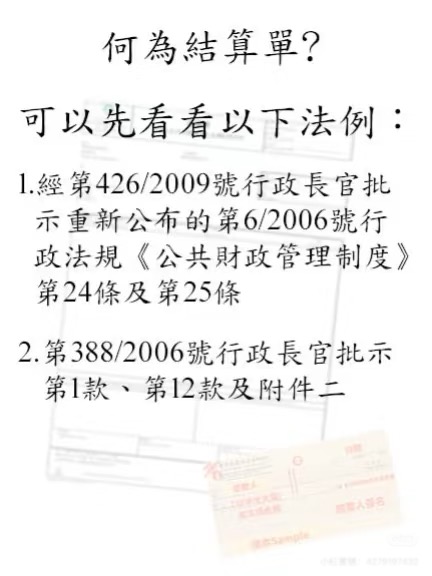 何為結算單?
可以先看看以下法例：
1.經第426/2009號行政長官批
示重新公布的第6/2006號行
政法規《公共財政管理制度》
第24條及第25條
2.第388/2006號行政長官批示
第1款、第12款及附件二